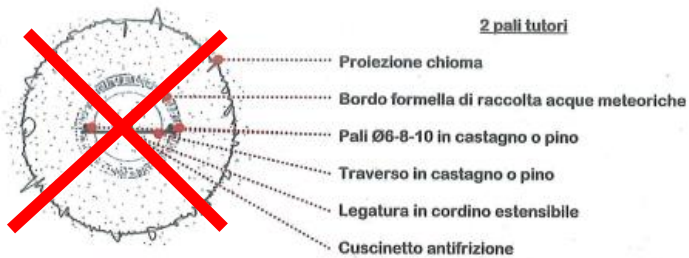 2 pali tutori
Proiezione chioma
Bordo formella di raccolta acque meteoriche
Pali Ø6-8-10 in castagno o pino
Traverso in castagno o pino
Legatura in cordino estensibile
Cuscinetto antifrizione